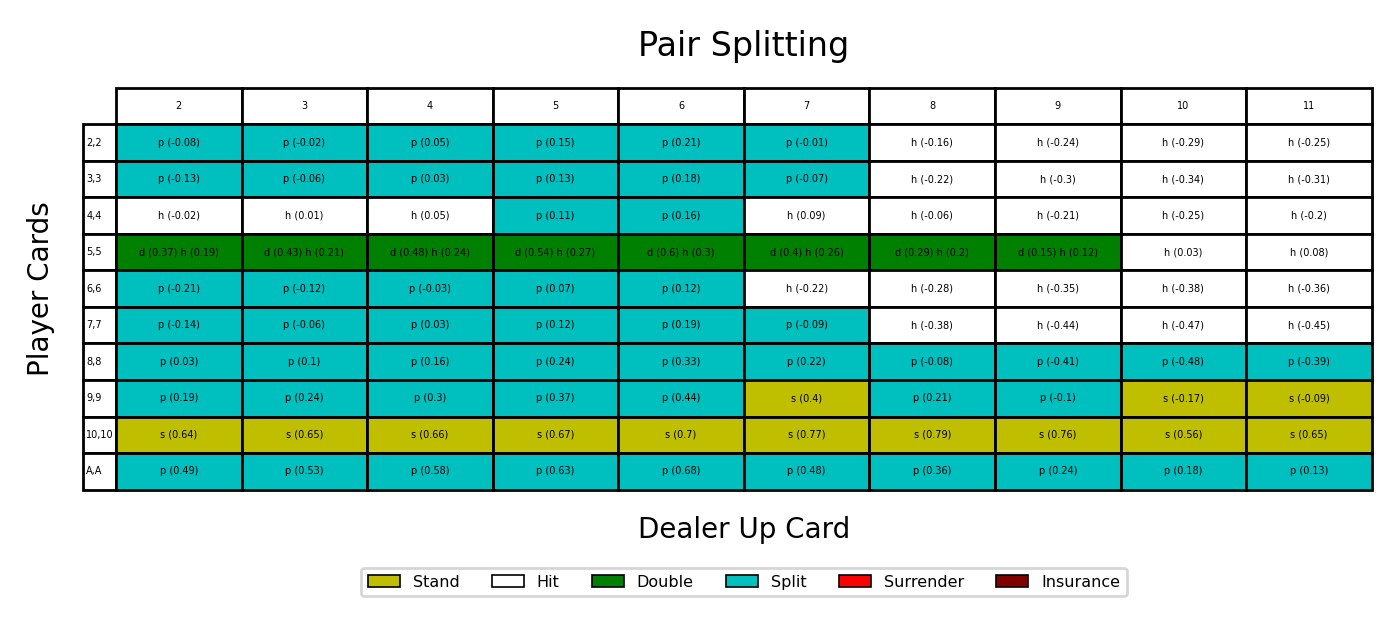 Pair Splitting
2 3 4 5 6 7 8 9 10 11
2,2 p (-0.08) p (-0.02) p (0.05) p (0.15) p (0.21) p (-0.01) h (-0.16) h (-0.24) h (-0.29) h (-0.25)
3,3 p (-0.13) p (-0.06) p (0.03) p (0.13) p (0.18) p (-0.07) h (-0.22) h (-0.3) h (-0.34) h (-0.31)
4,4 h (-0.02) h (0.01) h (0.05) p (0.11) p (0.16) h (0.09) h (-0.06) h (-0.21) h (-0.25) h (-0.2)
5,5 d (0.37) h (0.19) d (0.43) h (0.21) d (0.48) h (0.24) d (0.54) h (0.27) d (0.6) h (0.3) d (0.4) h (0.26) d (0.29) h (0.2) d (0.15) h (0.12) h (0.03) h (0.08)
6,6 p (-0.21) p (-0.12) p (-0.03) p (0.07) p (0.12) h (-0.22) h (-0.28) h (-0.35) h (-0.38) h (-0.36)
7,7 p (-0.14) p (-0.06) p (0.03) p (0.12) p (0.19) p (-0.09) h (-0.38) h (-0.44) h (-0.47) h (-0.45)
8,8 p (0.03) p (0.1) p (0.16) p (0.24) p (0.33) p (0.22) p (-0.08) p (-0.41) p (-0.48) p (-0.39)
9,9 p (0.19) p (0.24) p (0.3) p (0.37) p (0.44) s (0.4) p (0.21) p (-0.1) s (-0.17) s (-0.09)
10,10 s (0.64) s (0.65) s (0.66) s (0.67) s (0.7) s (0.77) s (0.79) s (0.76) s (0.56) s (0.65)
A,A p (0.49) p (0.53) p (0.58) p (0.63) p (0.68) p (0.48) p (0.36) p (0.24) p (0.18) p (0.13)
Player Cards
Dealer Up Card
Stand Hit Double Split Surrender Insurance